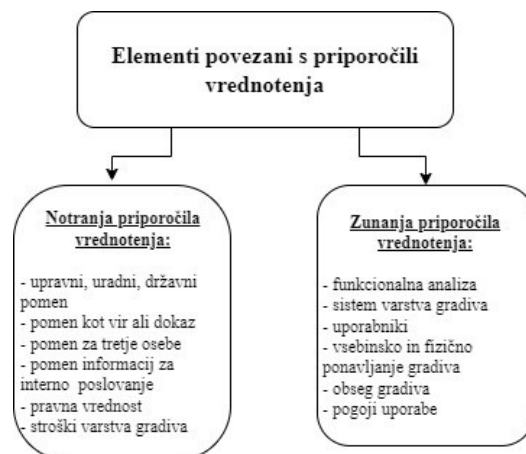 Elementi povezani s priporočili
vrednotenja
Notranja priporočila
vrednotenja:
- upravni, uradni, državni
pomen
- pomen kot vir ali dokaz
- pomen za tretje osebe
- pomen informacij za
interno poslovanje
- pravna vrednost
- stroški varstva gradiva
Zunanja priporočila
vrednotenja:
- funkcionalna analiza
- sistem varstva gradiva
- uporabniki
- vsebinsko in fizično
ponavljanje gradiva
- obseg gradiva
- pogoji uporabe